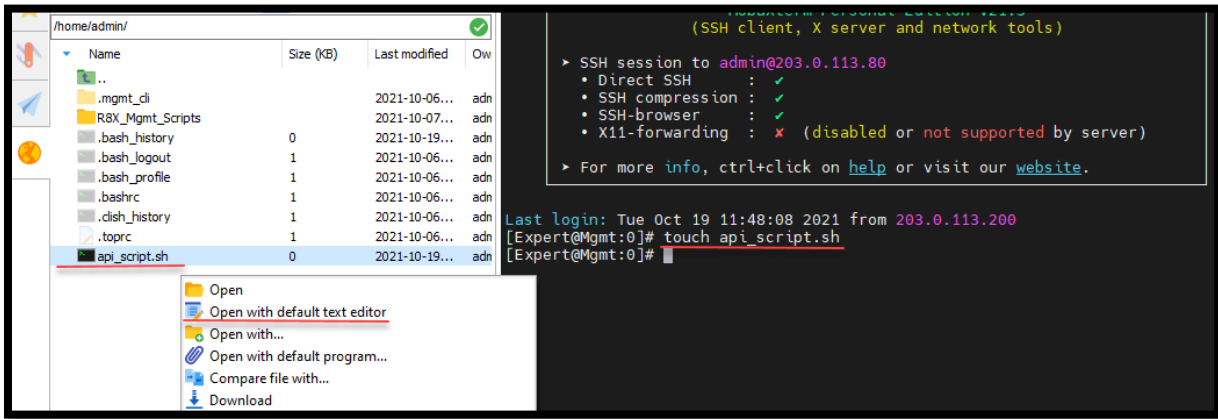 /home/admin/
Name Size (KB) Last modified Ow
..
.mgmt_cli 2021-10-06... adn
R8X_Mgmt_Scripts 2021-10-07... adn
.bash_history 0 2021-10-19... adn
.bash_logout 1 2021-10-06... adn
.bash_profile 1 2021-10-06... adn
.bashrc 1 2021-10-06... adn
.clish_history 1 2021-10-06... adn
.toprc 1 2021-10-06... adn
api_script.sh 0 2021-10-19... adn
Open
Open with default text editor
Open with...
Open with default program...
Compare file with...
Download
(SSH client, X server and network tools)
➤ SSH session to admin@203.0.113.80
• Direct SSH : ✔
• SSH compression : ✔
• SSH-browser : ✔
• X11-forwarding : ✘ (disabled or not supported by server)
➤ For more info, ctrl+click on help or visit our website.
Last login: Tue Oct 19 11:48:08 2021 from 203.0.113.200
[Expert@Mgmt:0]# touch api_script.sh
[Expert@Mgmt:0]#